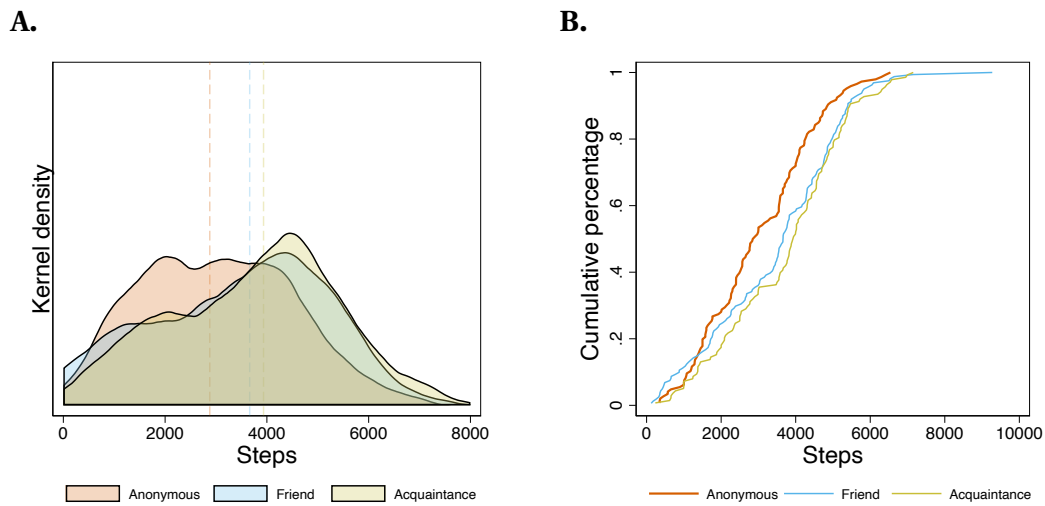 A.
Kernel density
0 2000 4000 6000 8000
Steps
Anonymous Friend Acquaintance
B.
Cumulative percentage
1
.8
.6
.4
.2
0
0 2000 4000 6000 8000 10000
Steps
Anonymous Friend Acquaintance